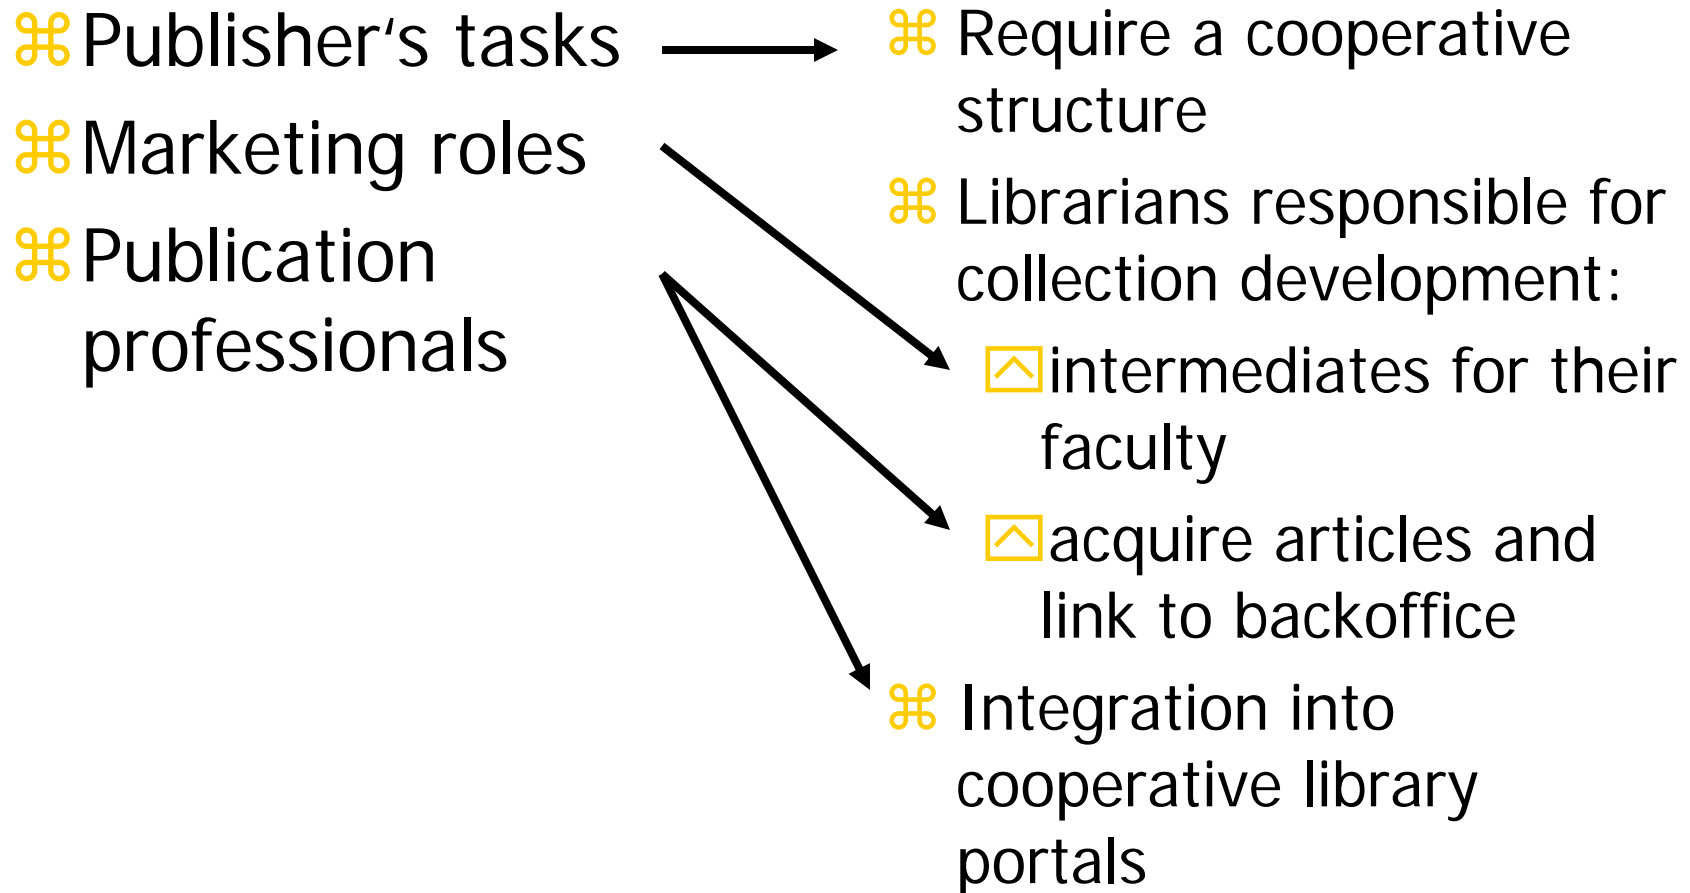 ⌘Publisher‘s tasks
⌘Marketing roles
⌘Publication
professionals
⌘ Require a cooperative
structure
⌘ Librarians responsible for
collection development:
intermediates for their
faculty
acquire articles and
link to backoffice
⌘ Integration into
cooperative library
portals